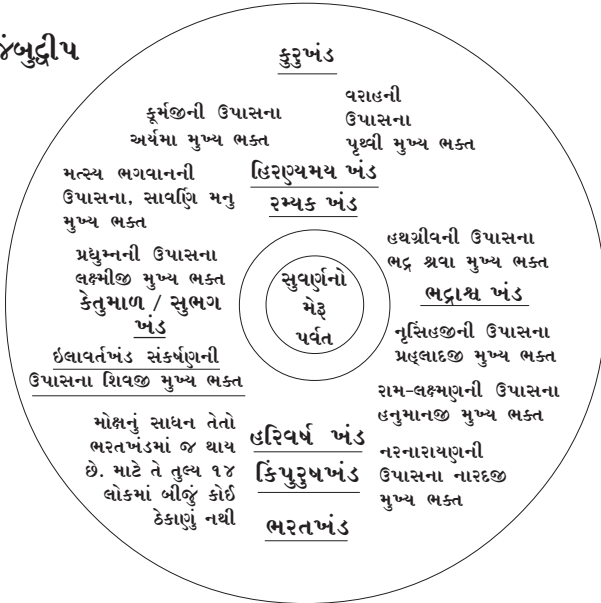 જંબુદ્વીપ
કુરુખંડ
કૂર્મજીની ઉપાસના
અર્યમા મુખ્ય ભક્ત
વરાહની
ઉપાસના
પૃથ્વી મુખ્ય ભક્ત
મત્સ્ય ભગવાનની
ઉપાસના, સાવર્ણિ મનુ
મુખ્ય ભક્ત
હિરણ્યમય ખંડ
રમ્યક ખંડ
પ્રદ્યુમ્નની ઉપાસના
લક્ષ્મીજી મુખ્ય ભક્ત
કેતુમાળ / સુભગ
ખંડ
સુવર્ણનો
મેરૂ
પર્વત
હયગ્રીવની ઉપાસના
ભદ્ર શ્રવા મુખ્ય ભક્ત
ભદ્રાશ્વ ખંડ
ઇલાવર્તખંડ સંકર્ષણની
ઉપાસના શિવજી મુખ્ય ભક્ત
નૃસિંહજીની ઉપાસના
પ્રહ્લાદજી મુખ્ય ભક્ત
રામ-લક્ષ્મણની ઉપાસના
હનુમાનજી મુખ્ય ભક્ત
મોક્ષનું સાધન તેતો
ભરતખંડમાં જ થાય
છે. માટે તે તુલ્ય ૧૪
લોકમાં બીજું કોઈ
ઠેકાણું નથી
હરિવર્ષ ખંડ
કિંપુરુષખંડ
ભરતખંડ
નરનારાયણની
ઉપાસના નારદજી
મુખ્ય ભક્ત